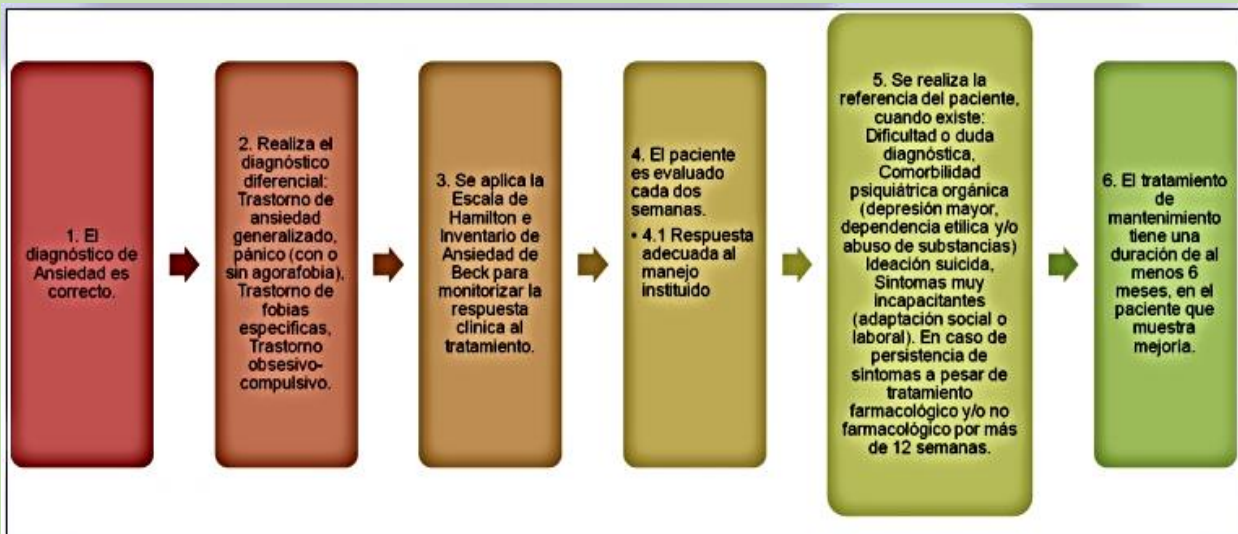 1. El
diagnóstico de
Ansiedad es
correcto.
2. Realiza el
diagnóstico
diferencial:
Trastorno de
ansiedad
generalizado,
pánico (con o
sin agorafobia),
Trastorno de
fobias
especificas,
Trastorno
obsesivo-
compulsivo.
3. Se aplica la
Escala de
Hamilton e
Inventario de
Ansiedad de
Beck para
monitorizar la
respuesta
clínica al
tratamiento.
4. El paciente
es evaluado
cada dos
semanas.
• 4.1 Respuesta
adecuada al
manejo
instituido
5. Se realiza la
referencia del paciente,
cuando existe:
Dificultad o duda
diagnóstica,
Comorbilidad
psiquiátrica orgánica
(depresión mayor,
dependencia etílica y/o
abuso de substancias)
Ideación suicida,
Síntomas muy
incapacitantes
(adaptación social o
laboral). En caso de
persistencia de
síntomas a pesar de
tratamiento
farmacológico y/o no
farmacológico por más
de 12 semanas.
6. El tratamiento
de
mantenimiento
tiene una
duración de al
menos 6
meses, en el
paciente que
muestra
mejoría.